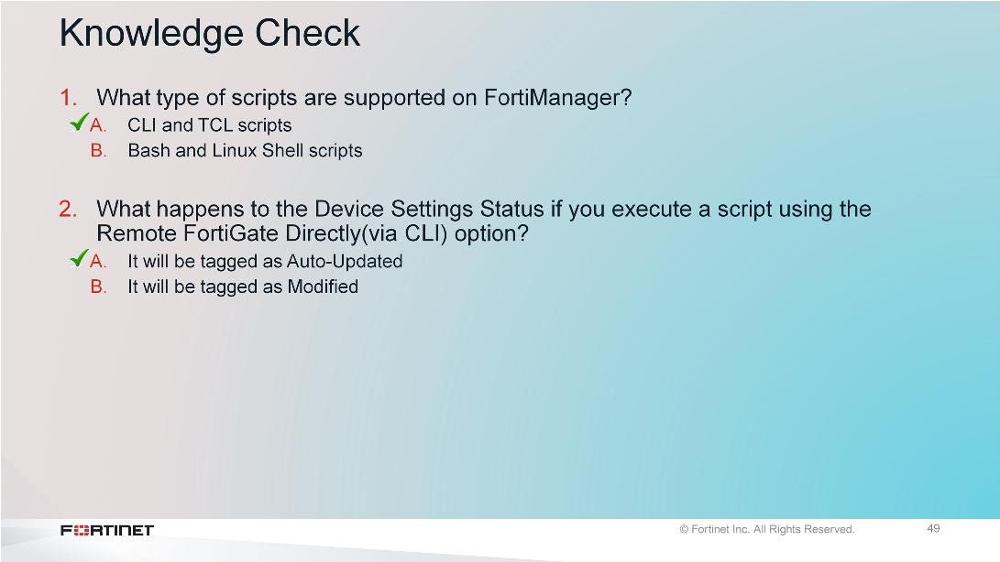 Knowledge Check
1. What type of scripts are supported on FortiManager?
A. CLI and TCL scripts
B. Bash and Linux Shell scripts
2. What happens to the Device Settings Status if you execute a script using the
Remote FortiGate Directly(via CLI) option?
A. It will be tagged as Auto-Updated
B. It will be tagged as Modified
FORTINET
© Fortinet Inc. All Rights Reserved.
49